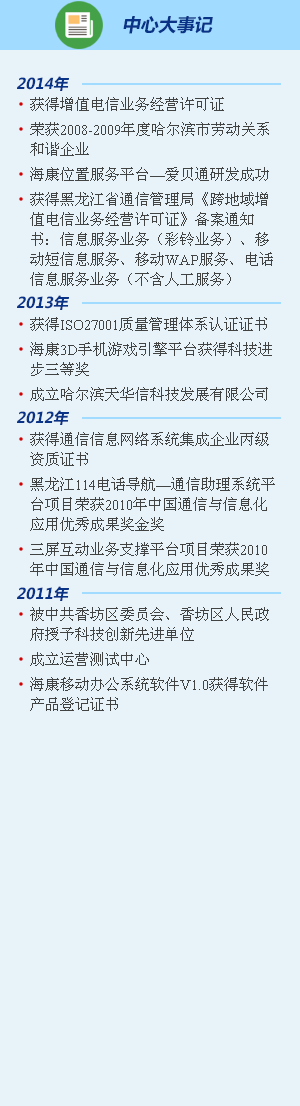 中心大事记
2014年
• 获得增值电信业务经营许可证
• 荣获2008-2009年度哈尔滨市劳动关系
和谐企业
• 海康位置服务平台—爱贝通研发成功
• 获得黑龙江省通信管理局《跨地域增
值电信业务经营许可证》备案通知
书：信息服务业务（彩铃业务）、移
动短信息服务、移动WAP服务、电话
信息服务业务（不含人工服务）
2013年
• 获得ISO27001质量管理体系认证证书
• 海康3D手机游戏引擎平台获得科技进
步三等奖
• 成立哈尔滨天华信科技发展有限公司
2012年
• 获得通信信息网络系统集成企业丙级
资质证书
• 黑龙江114电话导航—通信助理系统平
台项目荣获2010年中国通信与信息化
应用优秀成果奖金奖
• 三屏互动业务支撑平台项目荣获2010
年中国通信与信息化应用优秀成果奖
2011年
• 被中共香坊区委员会、香坊区人民政
府授予科技创新先进单位
• 成立运营测试中心
• 海康移动办公系统软件V1.0获得软件
产品登记证书